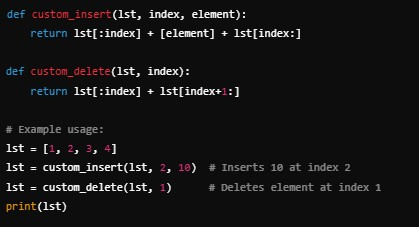 def custom_insert(lst, index, element):
    return lst[:index] + [element] + lst[index:]

def custom_delete(lst, index):
    return lst[:index] + lst[index+1:]

# Example usage:
lst = [1, 2, 3, 4]
lst = custom_insert(lst, 2, 10)  # Inserts 10 at index 2
lst = custom_delete(lst, 1)      # Deletes element at index 1
print(lst)